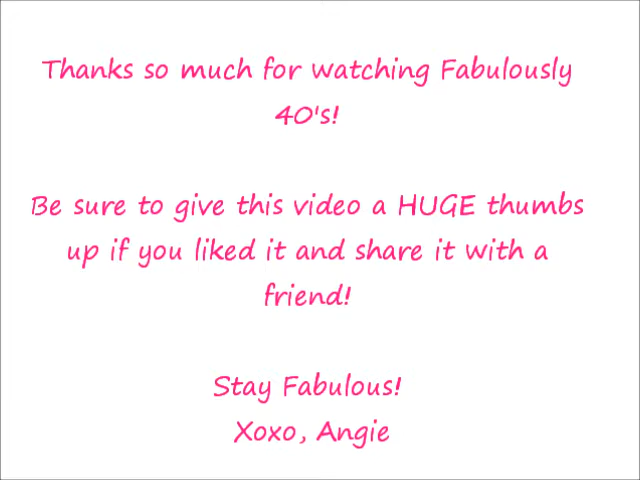 Thanks so much for watching Fabulously
40's!
Be sure to give this video a HUGE thumbs
up if you liked it and share it with a
friend!
Stay Fabulous!
Xoxo, Angie